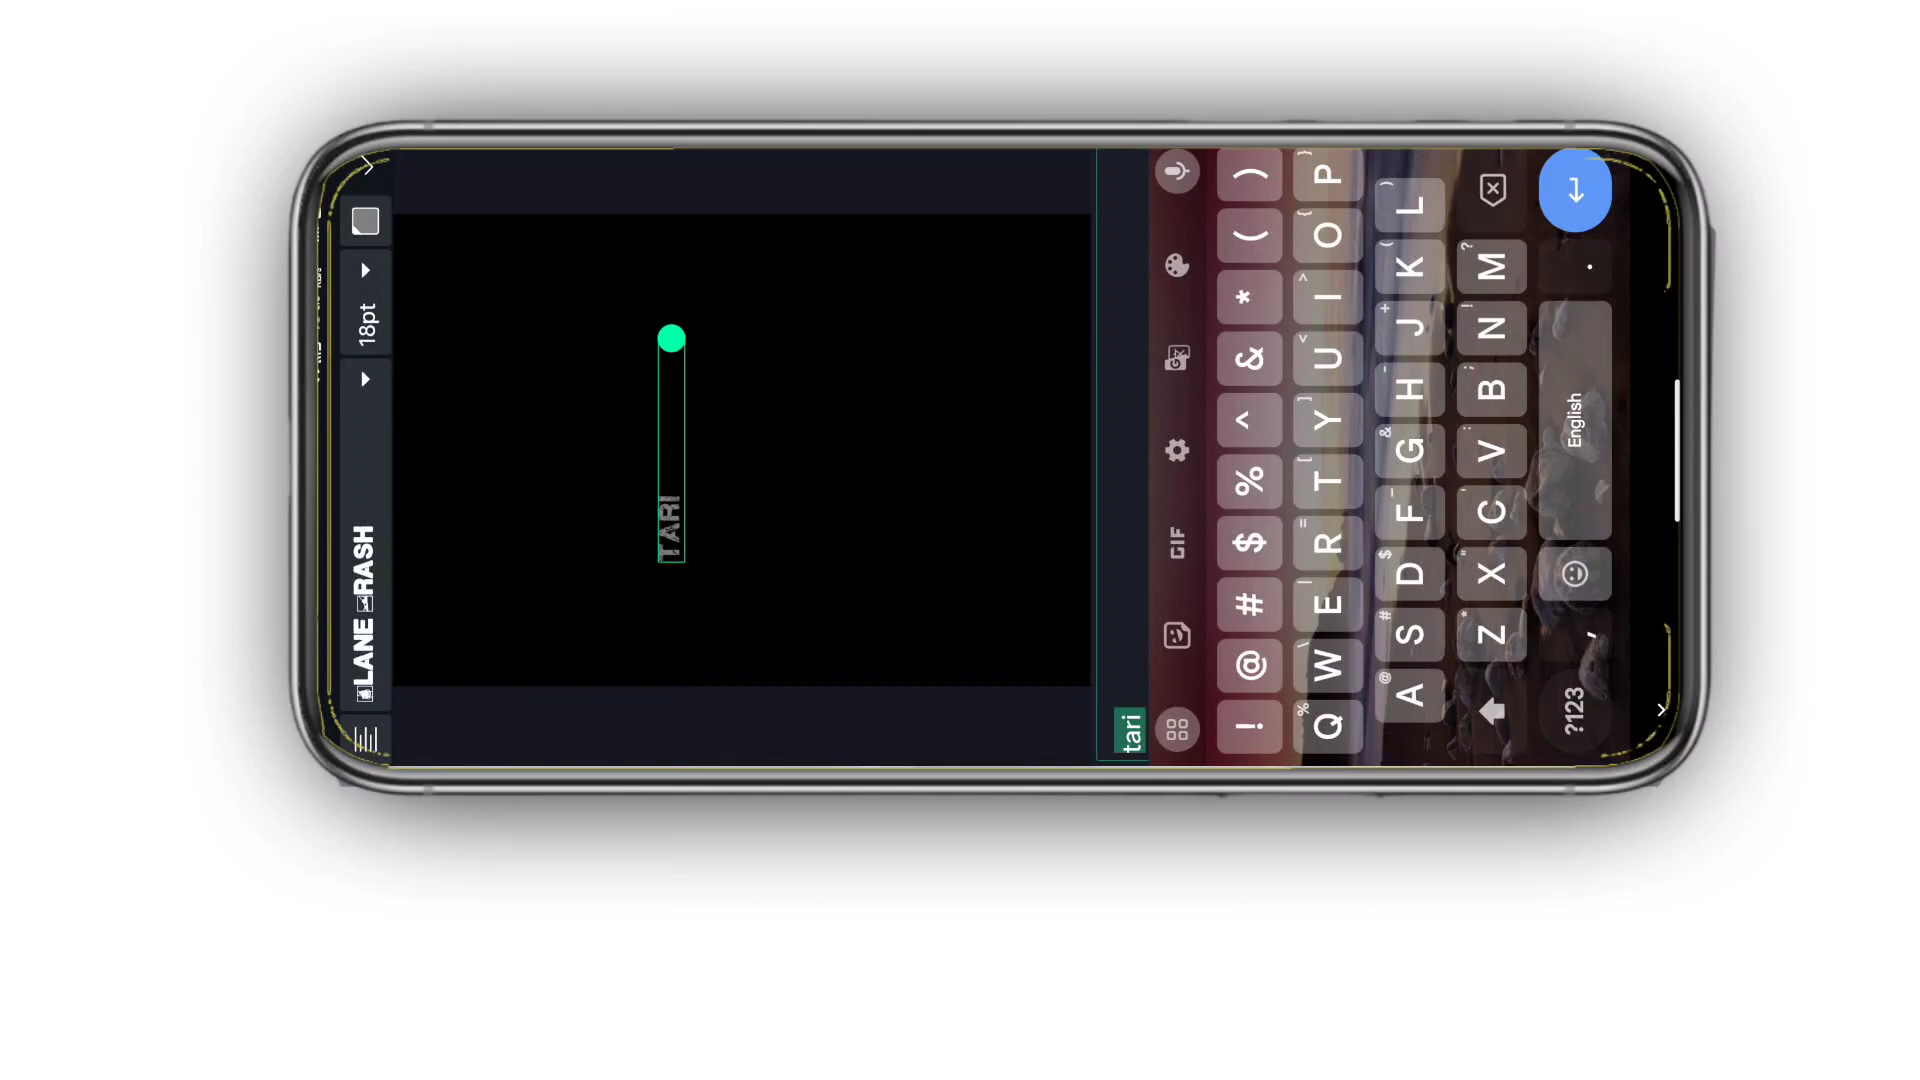 LANE RASH
18pt
TARI
tari
GIF
! @ # $ % ^ & * ( )
Q W E R T Y U I O P
% \ | = [ ] < > { }
A S D F G H J K L
@ # $ _ & - + ( )
Z X C V B N M
* " ' : ; ! ?
?123 , English .